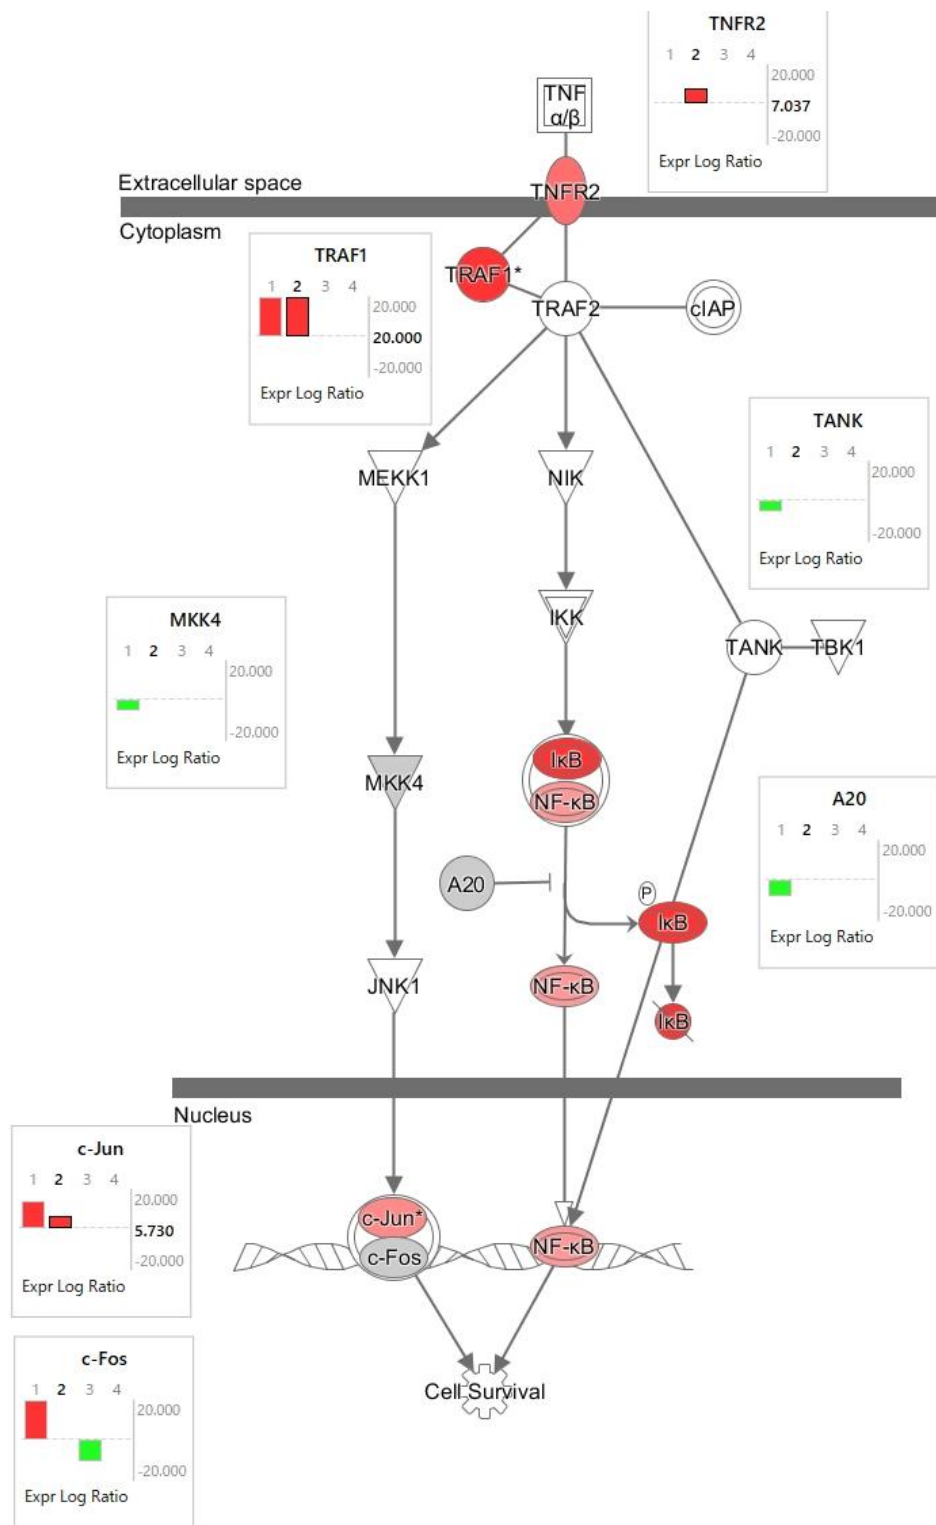 TNFR2
1 2 3 4
20.000
7.037
-20.000
Expr Log Ratio
TNF
α/β
Extracellular space
TNFR2
Cytoplasm
TRAF1
1 2 3 4
20.000
20.000
-20.000
Expr Log Ratio
TRAF1*
TRAF2
cIAP
TANK
1 2 3 4
20.000
-20.000
Expr Log Ratio
MEKK1
NIK
MKK4
1 2 3 4
20.000
-20.000
Expr Log Ratio
IKK
TANK
TBK1
IκB
NF-κB
MKK4
A20
1 2 3 4
20.000
-20.000
Expr Log Ratio
A20
P
IκB
JNK1
NF-κB
IκB
Nucleus
c-Jun
1 2 3 4
20.000
5.730
-20.000
Expr Log Ratio
c-Jun*
c-Fos
NF-κB
c-Fos
1 2 3 4
20.000
-20.000
Expr Log Ratio
Cell Survival